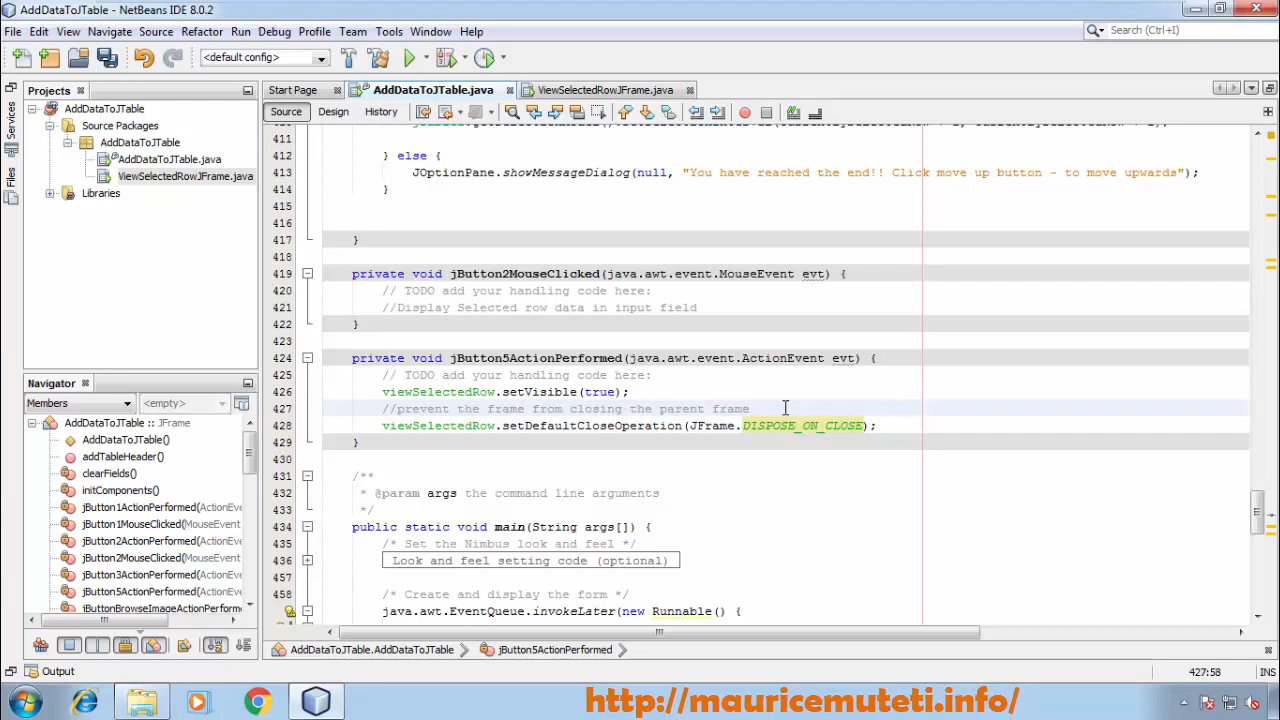 AddDataToJTable - NetBeans IDE 8.0.2
File Edit View Navigate Source Refactor Run Debug Profile Team Tools Window Help
Search (Ctrl+I)
<default config>
Projects
Start Page
AddDataToJTable.java
ViewSelectedRowJFrame.java
Source Design History
Services
Files
AddDataToJTable
Source Packages
AddDataToJTable
AddDataToJTable.java
ViewSelectedRowJFrame.java
Libraries
411
412 } else {
413 JOptionPane.showMessageDialog(null, "You have reached the end!! Click move up button - to move upwards");
414 }
415
416
417 }
418
419 private void jButton2MouseClicked(java.awt.event.MouseEvent evt) {
420 // TODO add your handling code here:
421 //Display Selected row data in input field
422 }
423
424 private void jButton5ActionPerformed(java.awt.event.ActionEvent evt) {
425 // TODO add your handling code here:
426 viewSelectedRow.setVisible(true);
427 //prevent the frame from closing the parent frame
428 viewSelectedRow.setDefaultCloseOperation(JFrame.DISPOSE_ON_CLOSE);
429 }
430
431 /**
432 * @param args the command line arguments
433 */
434 public static void main(String args[]) {
435 /* Set the Nimbus look and feel */
436 Look and feel setting code (optional)
457
458 /* Create and display the form */
java.awt.EventQueue.invokeLater(new Runnable() {
Navigator
Members
<empty>
AddDataToJTable :: JFrame
AddDataToJTable()
addTableHeader()
clearFields()
initComponents()
jButton1ActionPerformed(ActionE
jButton1MouseClicked(MouseEvent
jButton2ActionPerformed(ActionE
jButton2MouseClicked(MouseEvent
jButton3ActionPerformed(ActionE
jButton5ActionPerformed(ActionE
jButtonBrowseImageActionPerform
AddDataToJTable.AddDataToJTable
jButton5ActionPerformed
Output
427:58
INS
http://mauricemuteti.info/